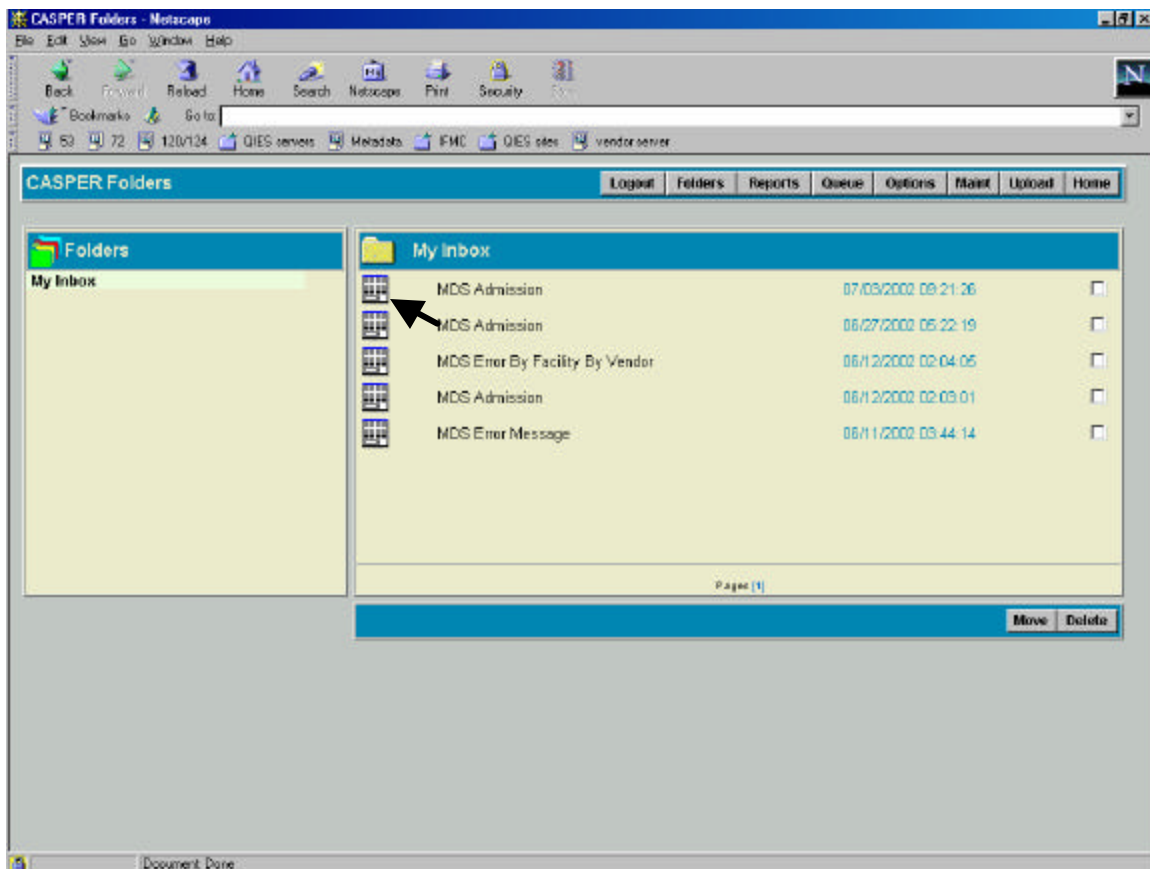 CASPER Folders - Netscape
File Edit View Go Window Help
Back Forward Reload Home Search Netscape Print Security Stop
Bookmarks Go to:
53 72 120/124 QIES servers Metadata IFMC QIES sites vendor server
CASPER Folders
Logout Folders Reports Queue Options Maint Upload Home
Folders
My Inbox
My Inbox
MDS Admission 07/03/2002 09:21:26
MDS Admission 06/27/2002 05:22:19
MDS Error By Facility By Vendor 06/12/2002 02:04:05
MDS Admission 06/12/2002 02:03:01
MDS Error Message 06/11/2002 03:44:14
Pages [1]
Move Delete
Document: Done